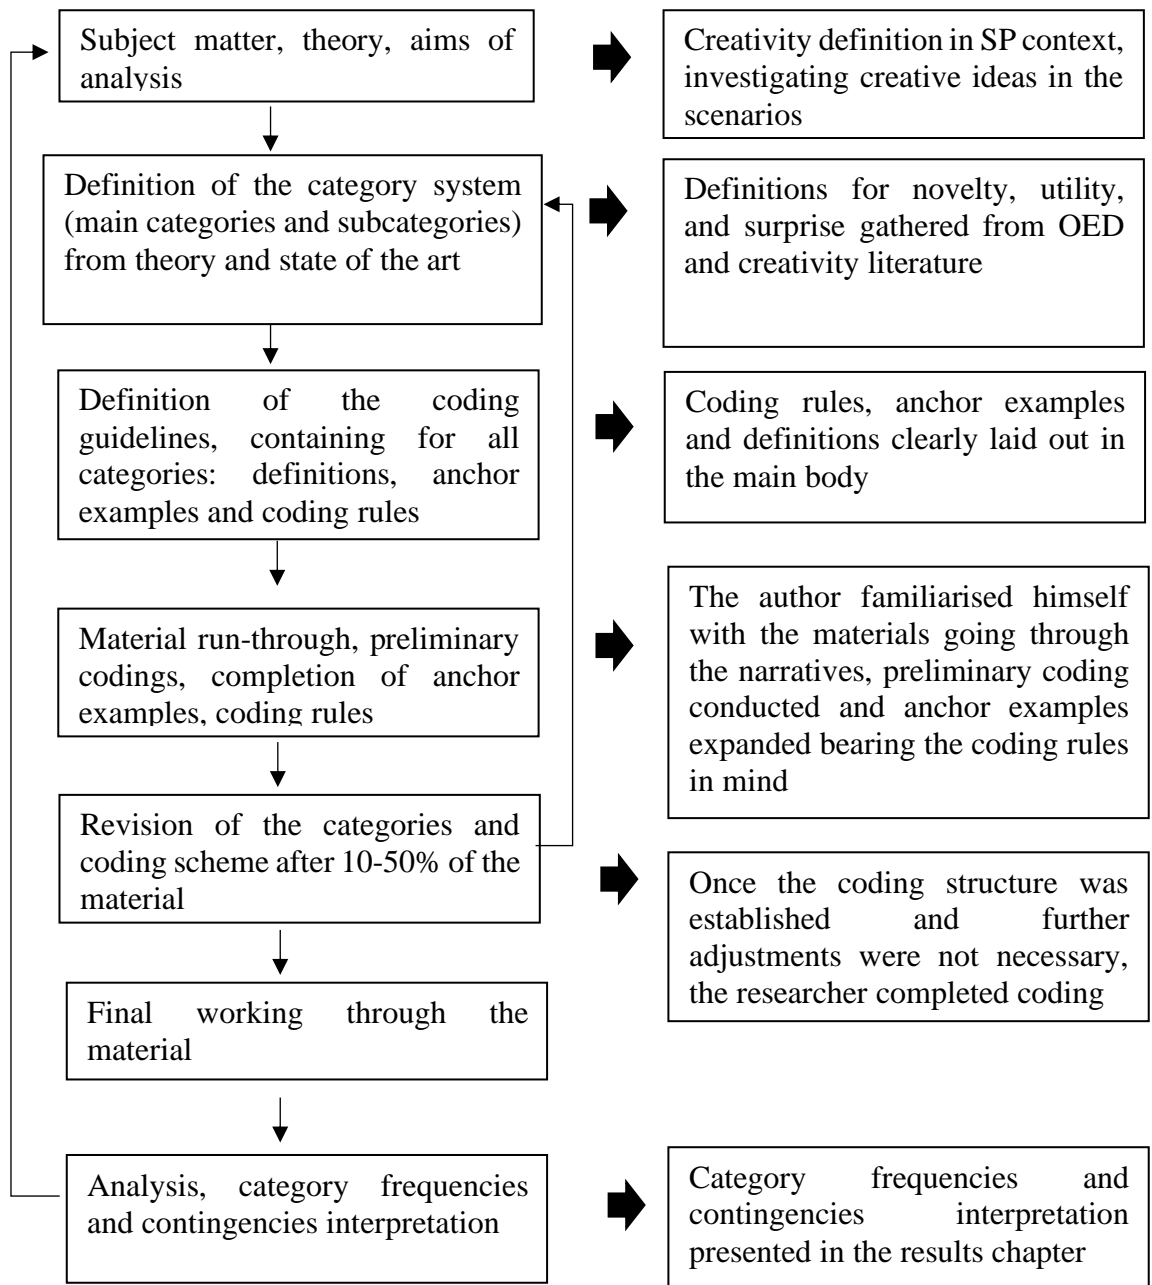 Subject matter, theory, aims of
analysis
Creativity definition in SP context,
investigating creative ideas in the
scenarios
Definition of the category system
(main categories and subcategories)
from theory and state of the art
Definitions for novelty, utility,
and surprise gathered from OED
and creativity literature
Definition of the coding
guidelines, containing for all
categories: definitions, anchor
examples and coding rules
Coding rules, anchor examples
and definitions clearly laid out in
the main body
Material run-through, preliminary
codings, completion of anchor
examples, coding rules
The author familiarised himself
with the materials going through
the narratives, preliminary coding
conducted and anchor examples
expanded bearing the coding rules
in mind
Revision of the categories and
coding scheme after 10-50% of the
material
Once the coding structure was
established and further
adjustments were not necessary,
the researcher completed coding
Final working through the
material
Analysis, category frequencies
and contingencies interpretation
Category frequencies and
contingencies interpretation
presented in the results chapter